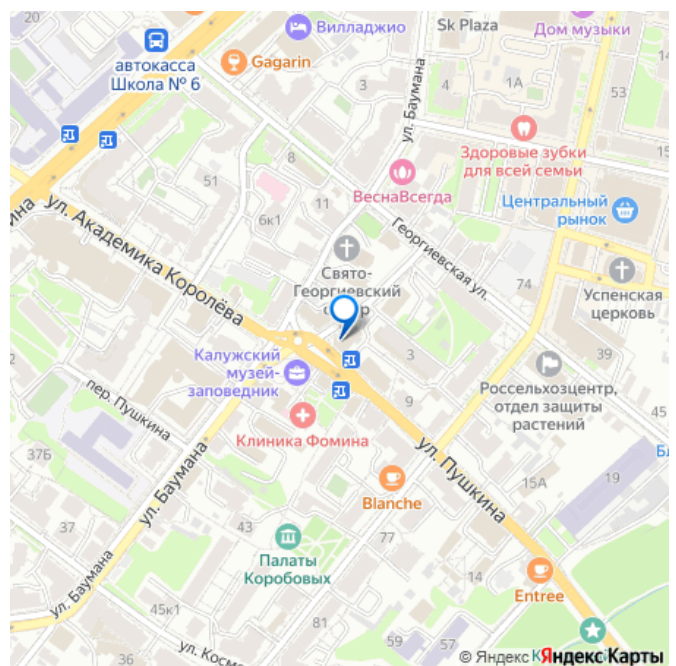 Вилладжио
Sk Plaza
Дом музыки
автокасса
Школа № 6
Gagarin
ул. Баумана
4
1А
53
Здоровые зубки
для всей семьи
8
51
ВеснаВсегда
11
6к1
Центральный
рынок
ина
ул. Академика Королёва
Георгиевская ул.
Свято-
Георгиевский
74
Успенская
церковь
Калужский
музей-
заповедник
3
39
Россельхозцентр,
отдел защиты
растений
пер. Пушкина
9
45
Клиника Фомина
ул. Пушкина
37Б
ул. Баумана
Blanche
15А
19
37
43
77
Палаты
Коробовых
14
Entree
ул. Баумана
45к1
ул. Косм
59
57
36
© Яндекс
Яндекс Карты